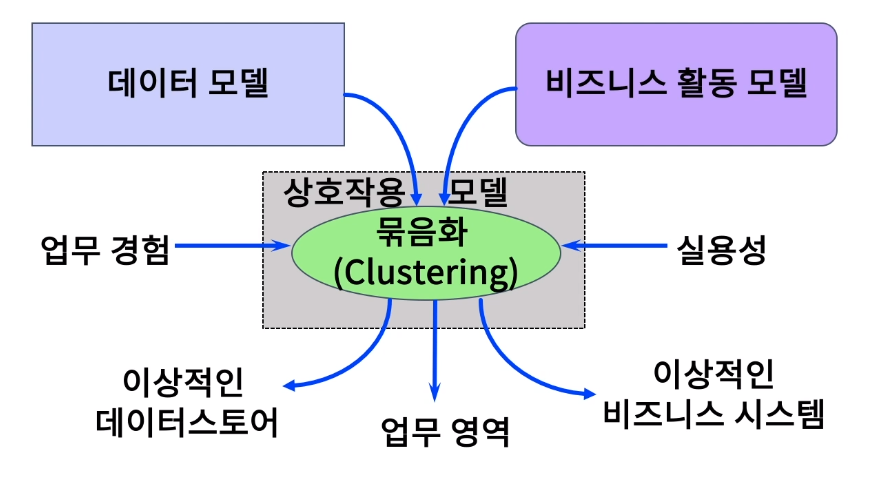 데이터 모델
비즈니스 활동 모델
상호작용 모델
묶음화
(Clustering)
업무 경험
실용성
이상적인
데이터스토어
업무 영역
이상적인
비즈니스 시스템